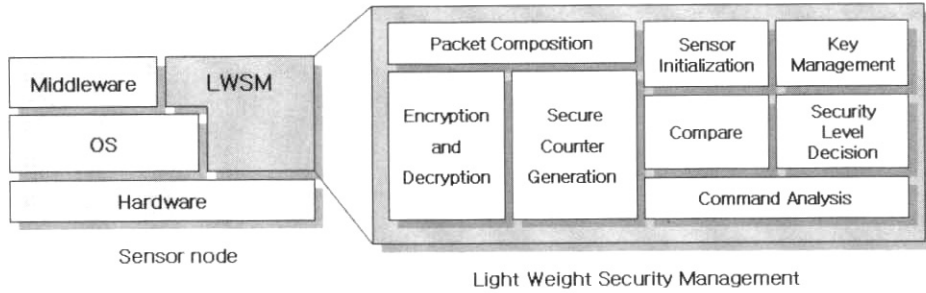 Middleware
LWSM
OS
Hardware
Sensor node
Packet Composition
Sensor
Initialization
Key
Management
Encryption
and
Decryption
Secure
Counter
Generation
Compare
Security
Level
Decision
Command Analysis
Light Weight Security Management